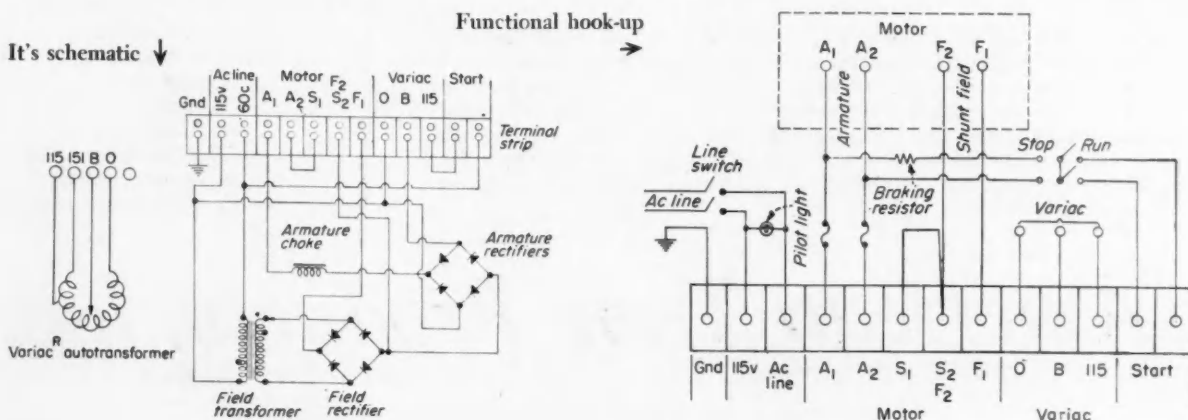 Functional hook-up
It's schematic
Ac line Motor Variac Start
Gnd 115v 60c A1 A2 S1 F2 S2 F1 O B 115
Terminal strip
115 151 B O
Armature choke
Armature rectifiers
VariacR autotransformer
Field transformer
Field rectifier
Motor
A1 A2 F2 F1
Armature
Shunt field
Stop Run
Line switch
Braking resistor
Ac line
Pilot light
Variac
Gnd 115v Ac line A1 A2 S1 S2 F2 F1 O B 115 Start
Motor Variac